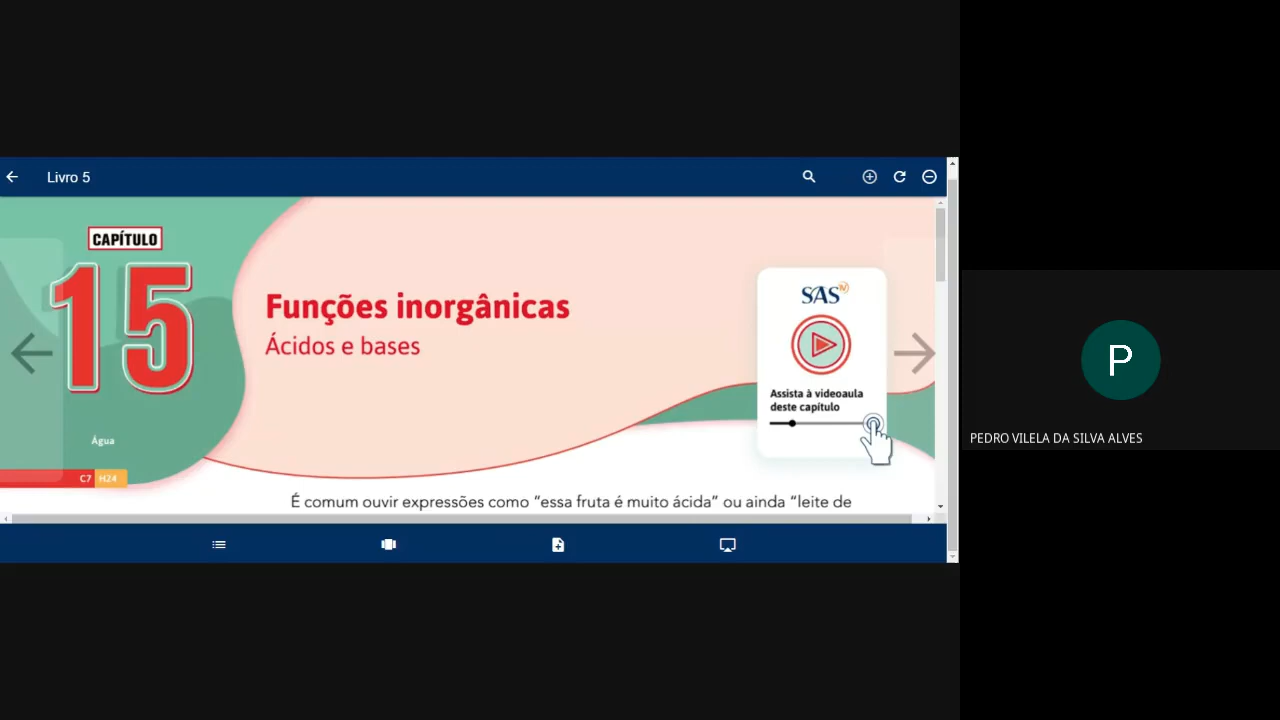 Livro 5
CAPÍTULO
15
Funções inorgânicas
Ácidos e bases
SAS TV
Assista à videoaula
deste capítulo
Água
C7 H24
É comum ouvir expressões como “essa fruta é muito ácida” ou ainda “leite de
P
PEDRO VILELA DA SILVA ALVES